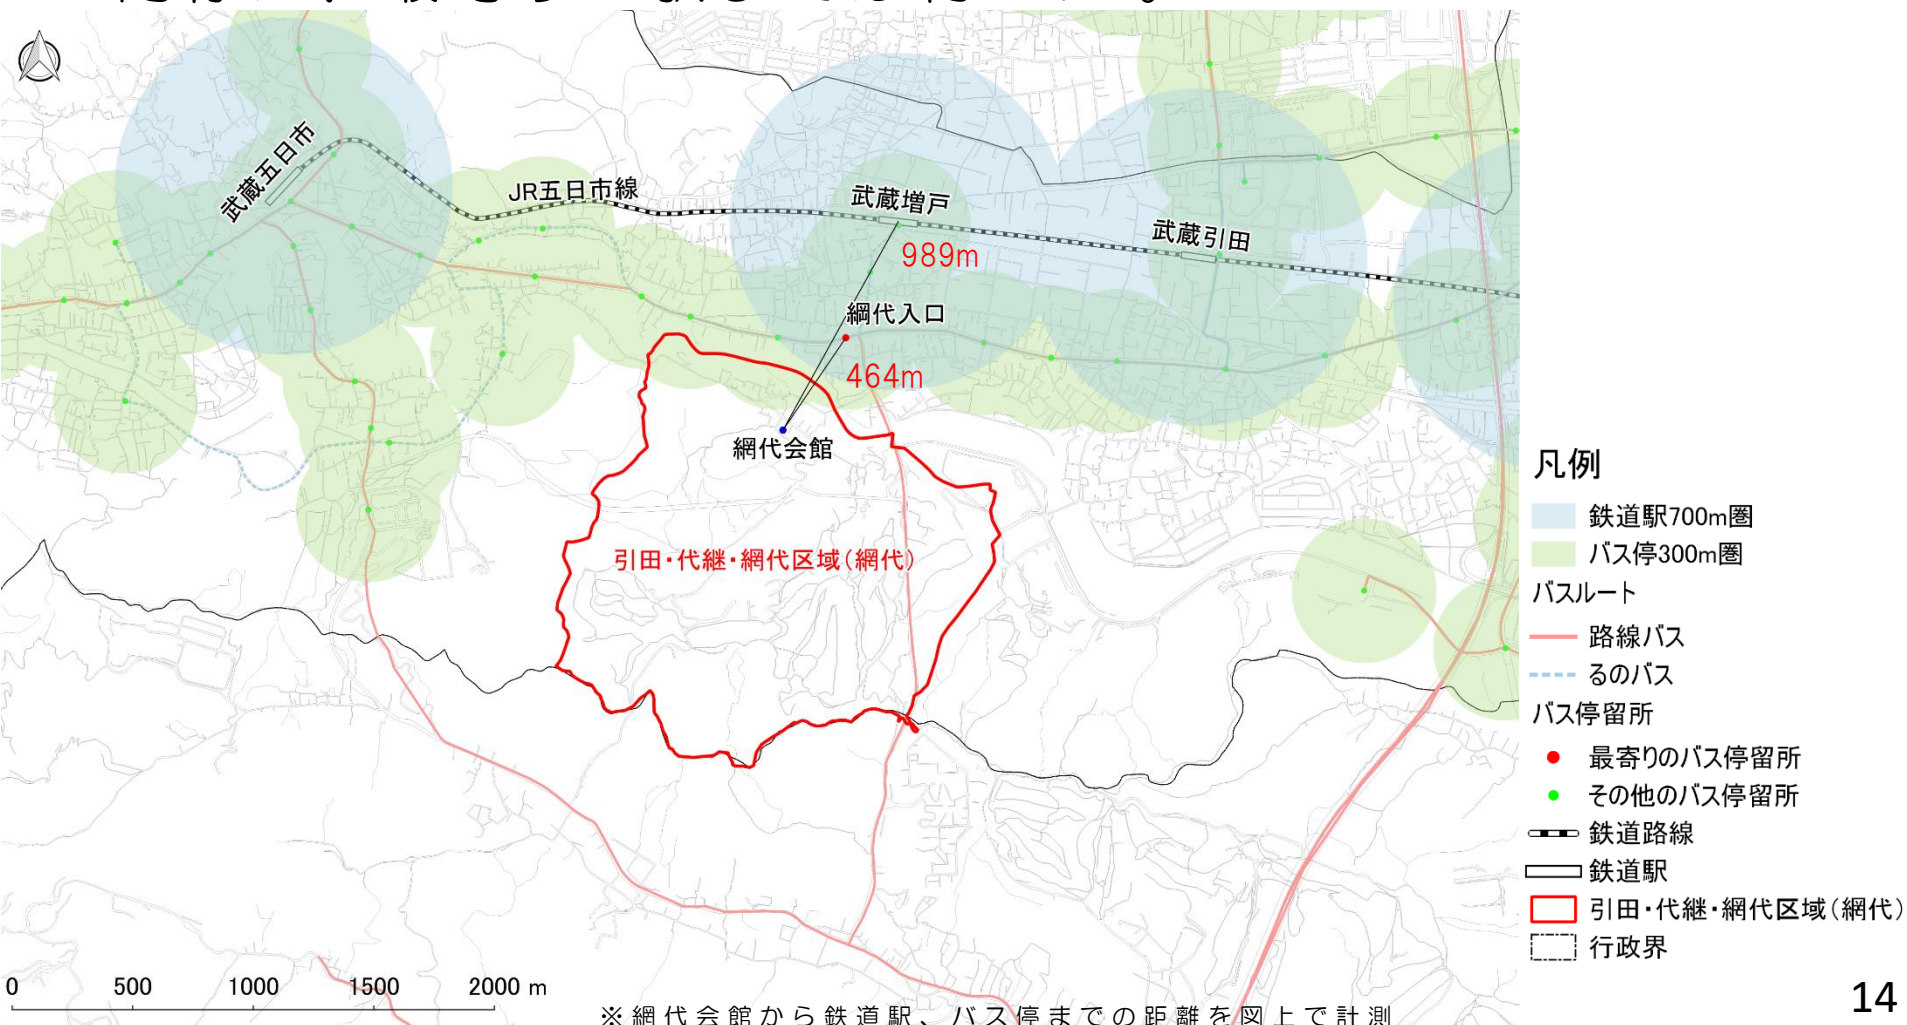 武蔵五日市
JR五日市線
武蔵増戸
武蔵引田
989m
網代入口
464m
網代会館
引田・代継・網代区域(網代)
凡例
鉄道駅700m圏
バス停300m圏
バスルート
路線バス
るのバス
バス停留所
最寄りのバス停留所
その他のバス停留所
鉄道路線
鉄道駅
引田・代継・網代区域(網代)
行政界
0 500 1000 1500 2000 m
※網代会館から鉄道駅、バス停までの距離を図上で計測
14